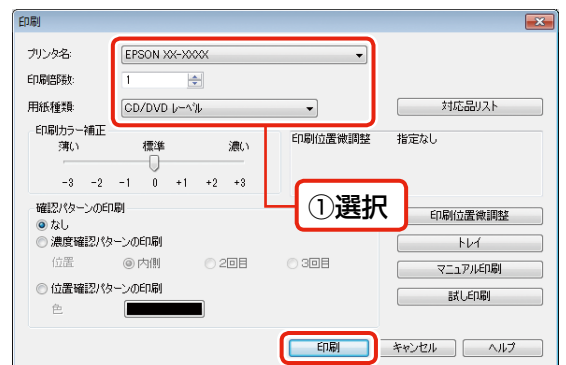 印刷
プリンタ名: EPSON XX-XXXX
印刷部数: 1
用紙種類: CD/DVD レーベル 対応品リスト
印刷カラー補正
薄い 標準 濃い
-3 -2 -1 0 +1 +2 +3
印刷位置微調整 指定なし
①選択
確認パターンの印刷
なし
濃度確認パターンの印刷
位置 内側 2回目 3回目
位置確認パターンの印刷
色
印刷位置微調整
トレイ
マニュアル印刷
試し印刷
印刷 キャンセル ヘルプ